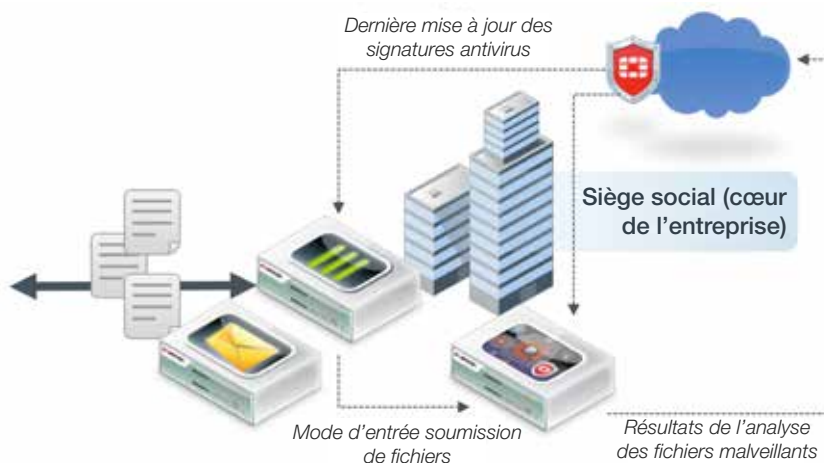 Dernière mise à jour des
signatures antivirus
Siège social (cœur
de l'entreprise)
Mode d'entrée soumission
de fichiers
Résultats de l'analyse
des fichiers malveillants